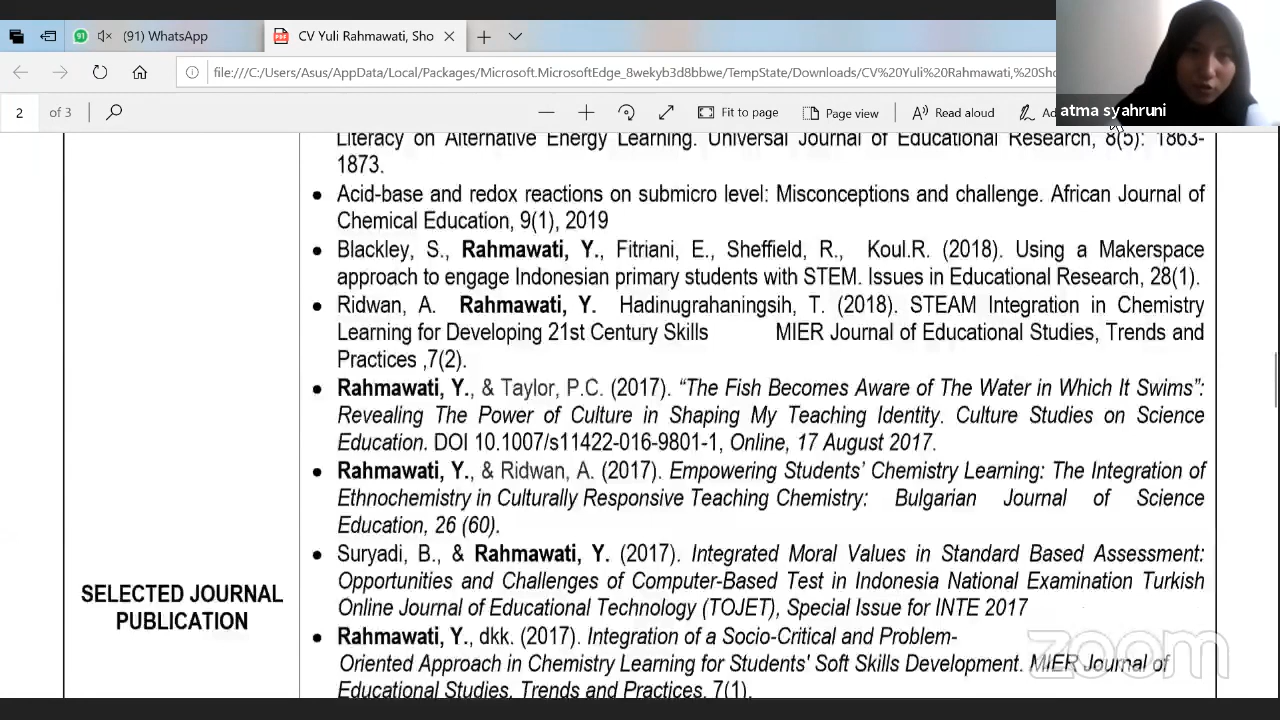 (91) WhatsApp
CV Yuli Rahmawati, Sho
file:///C:/Users/Asus/AppData/Local/Packages/Microsoft.MicrosoftEdge_8wekyb3d8bbwe/TempState/Downloads/CV%20Yuli%20Rahmawati,%20Sho
2 of 3
Fit to page
Page view
Read aloud
Ad
atma syahruni
Literacy on Alternative Energy Learning. Universal Journal of Educational Research, 8(5): 1863-
1873.
• Acid-base and redox reactions on submicro level: Misconceptions and challenge. African Journal of
Chemical Education, 9(1), 2019
• Blackley, S., Rahmawati, Y., Fitriani, E., Sheffield, R., Koul.R. (2018). Using a Makerspace
approach to engage Indonesian primary students with STEM. Issues in Educational Research, 28(1).
• Ridwan, A. Rahmawati, Y. Hadinugrahaningsih, T. (2018). STEAM Integration in Chemistry
Learning for Developing 21st Century Skills MIER Journal of Educational Studies, Trends and
Practices ,7(2).
• Rahmawati, Y., & Taylor, P.C. (2017). “The Fish Becomes Aware of The Water in Which It Swims”:
Revealing The Power of Culture in Shaping My Teaching Identity. Culture Studies on Science
Education. DOI 10.1007/s11422-016-9801-1, Online, 17 August 2017.
• Rahmawati, Y., & Ridwan, A. (2017). Empowering Students’ Chemistry Learning: The Integration of
Ethnochemistry in Culturally Responsive Teaching Chemistry: Bulgarian Journal of Science
Education, 26 (60).
• Suryadi, B., & Rahmawati, Y. (2017). Integrated Moral Values in Standard Based Assessment:
Opportunities and Challenges of Computer-Based Test in Indonesia National Examination Turkish
Online Journal of Educational Technology (TOJET), Special Issue for INTE 2017
SELECTED JOURNAL
PUBLICATION
• Rahmawati, Y., dkk. (2017). Integration of a Socio-Critical and Problem-
Oriented Approach in Chemistry Learning for Students' Soft Skills Development. MIER Journal of
Educational Studies, Trends and Practices, 7(1).
zoom